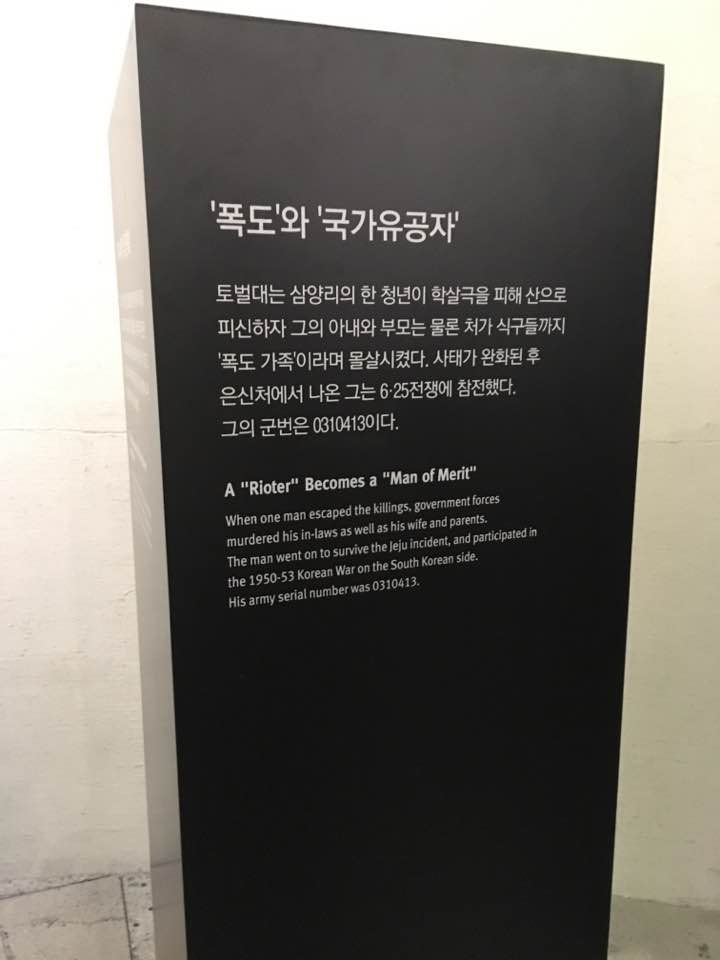 '폭도'와 '국가유공자'
토벌대는 삼양리의 한 청년이 학살극을 피해 산으로
피신하자 그의 아내와 부모는 물론 처가 식구들까지
'폭도 가족'이라며 몰살시켰다. 사태가 완화된 후
은신처에서 나온 그는 6·25전쟁에 참전했다.
그의 군번은 0310413이다.
A "Rioter" Becomes a "Man of Merit"
When one man escaped the killings, government forces
murdered his in-laws as well as his wife and parents.
The man went on to survive the Jeju incident, and participated in
the 1950-53 Korean War on the South Korean side.
His army serial number was 0310413.